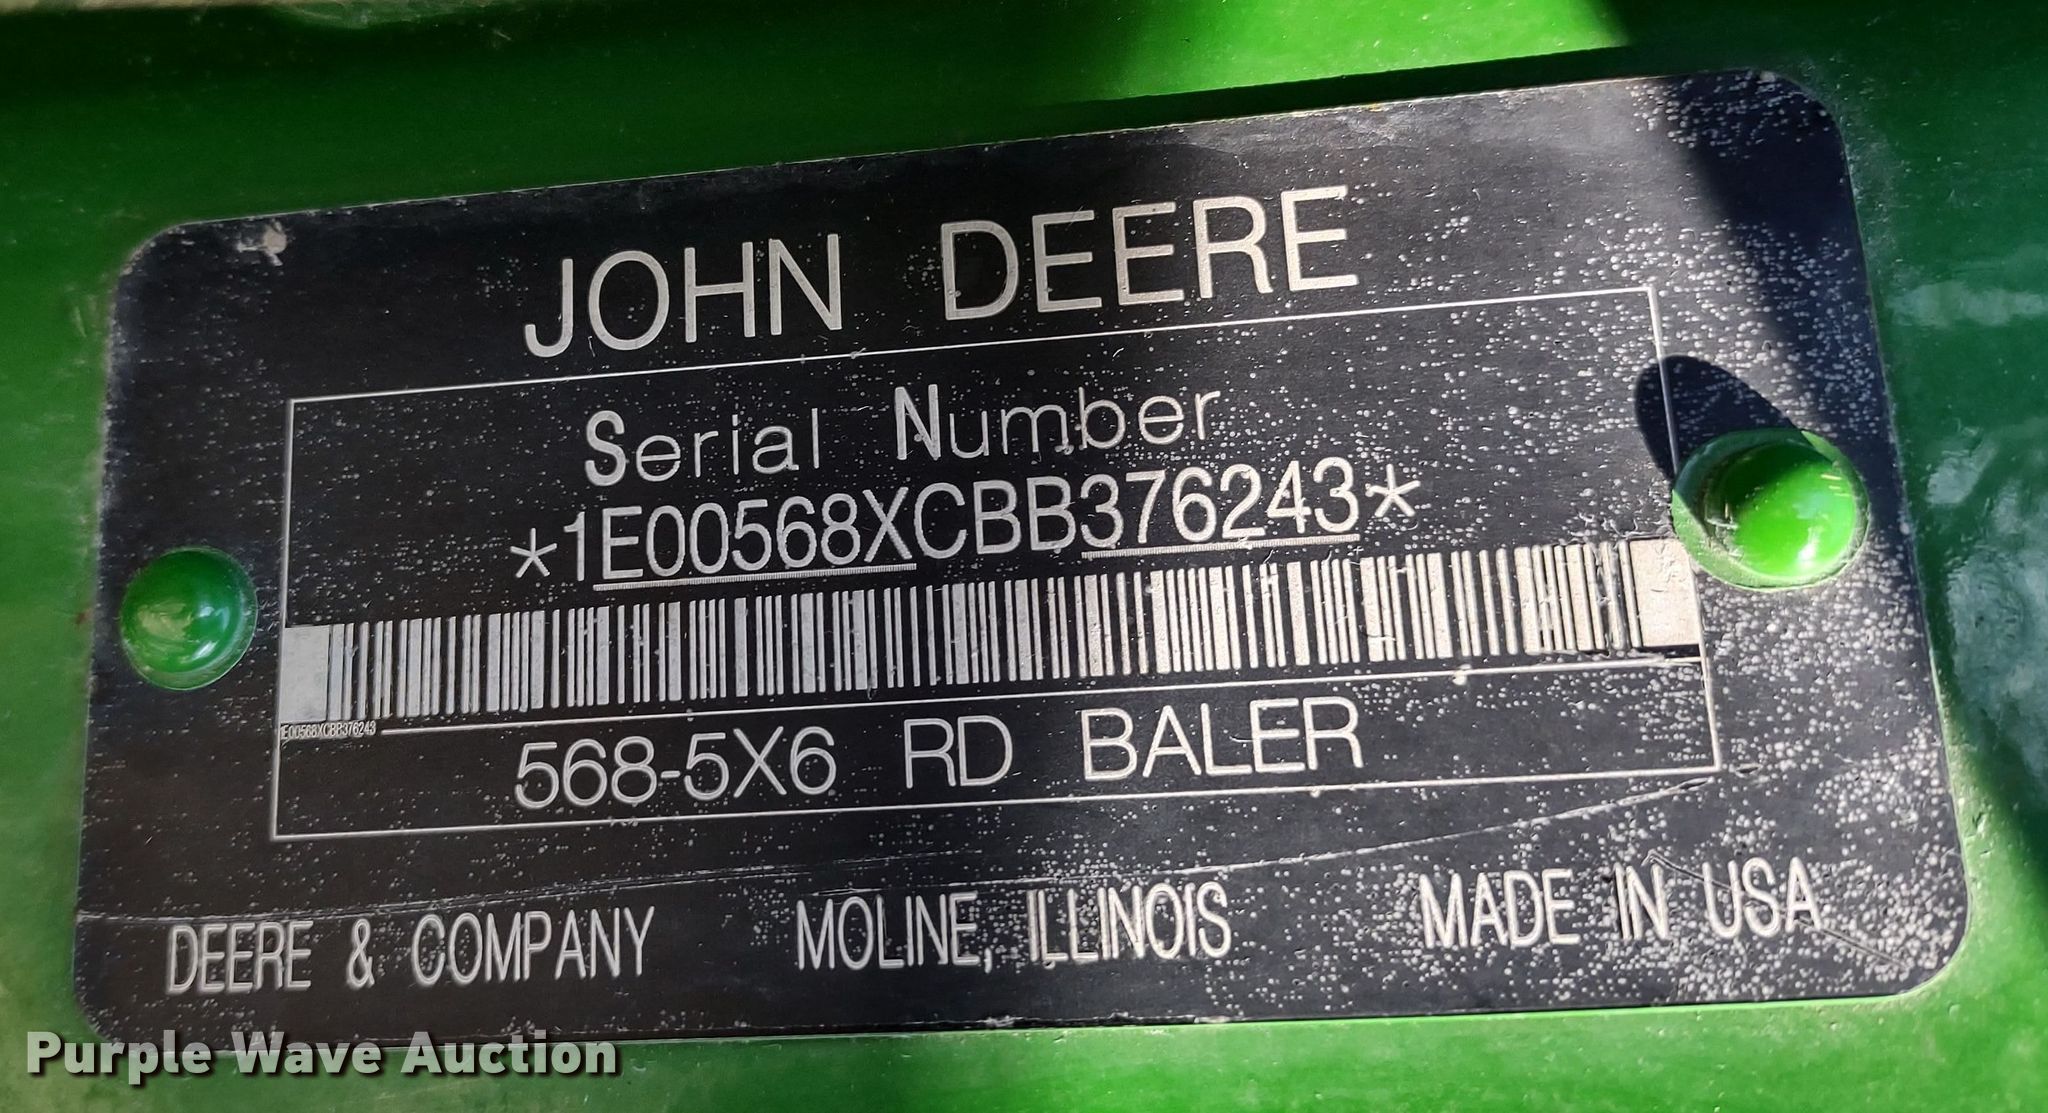 JOHN DEERE
Serial Number
*1E00568XCBB376243*
1E00568XCBB376243
568-5X6 RD BALER
DEERE & COMPANY MOLINE, ILLINOIS MADE IN USA
Purple Wave Auction